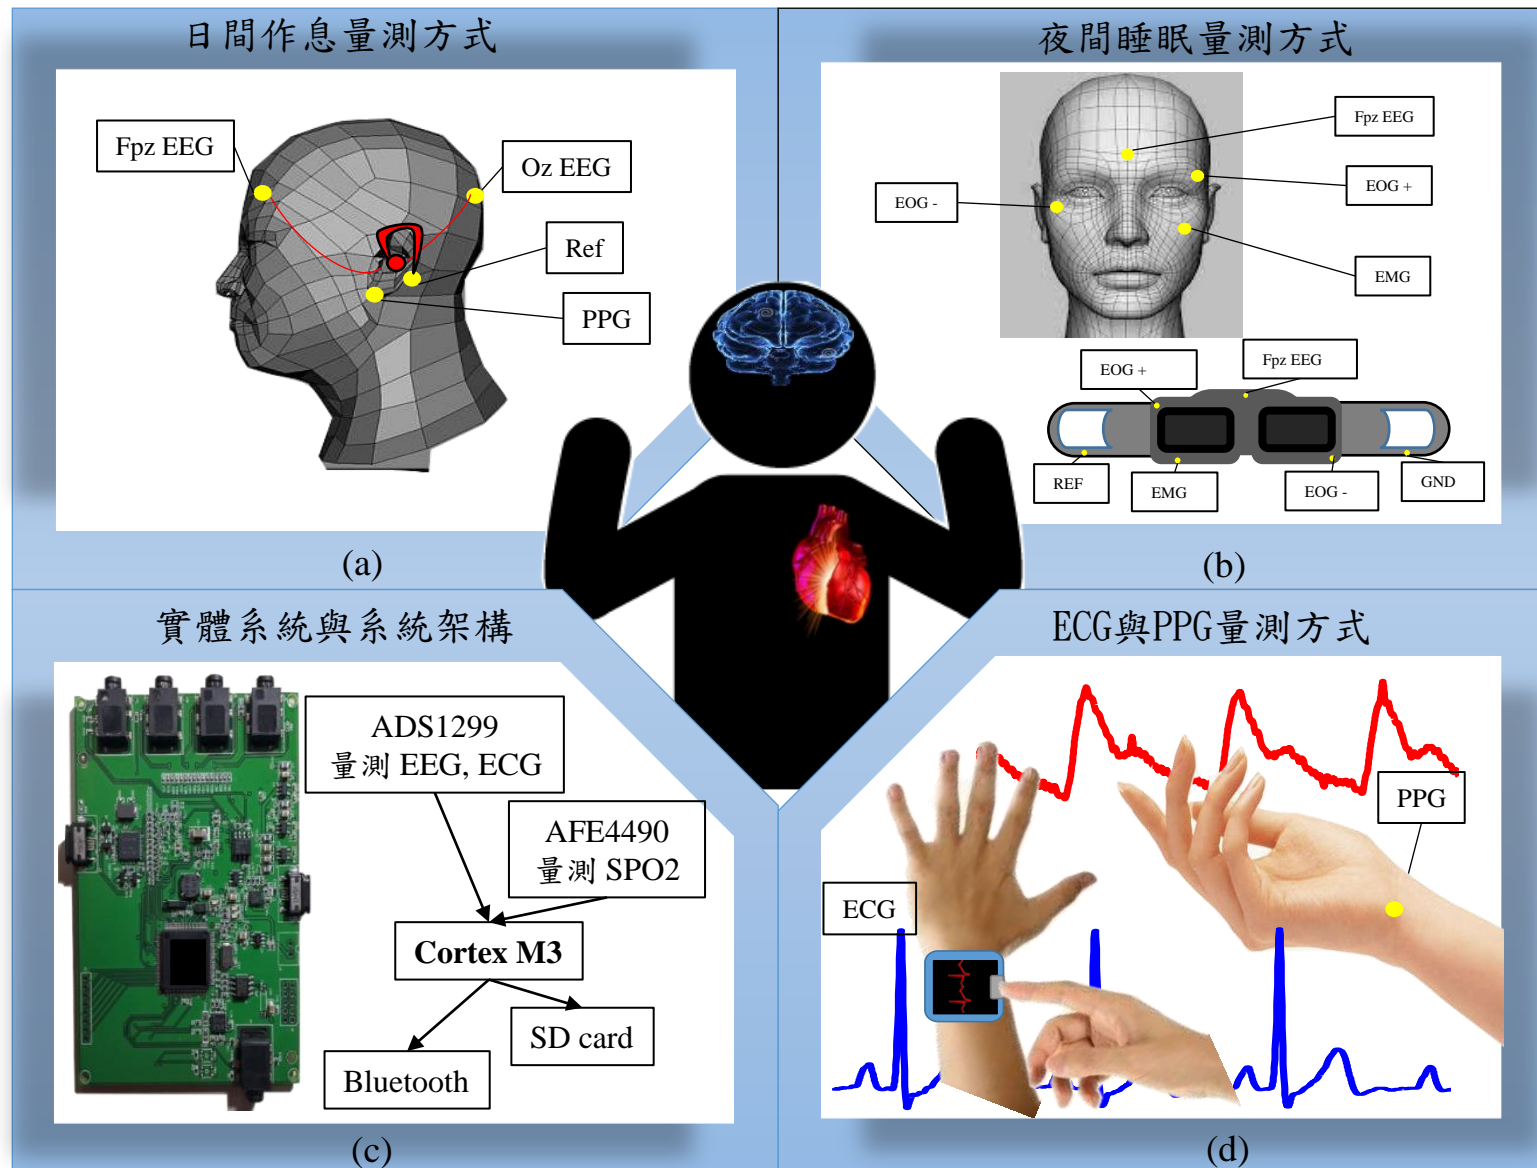 日間作息量測方式
Fpz EEG
Oz EEG
Ref
PPG
(a)
夜間睡眠量測方式
Fpz EEG
EOG +
EOG -
EMG
EOG +
Fpz EEG
REF
EMG
EOG -
GND
(b)
實體系統與系統架構
ADS1299
量測 EEG, ECG
AFE4490
量測 SPO2
Cortex M3
SD card
Bluetooth
(c)
ECG與PPG量測方式
PPG
ECG
(d)